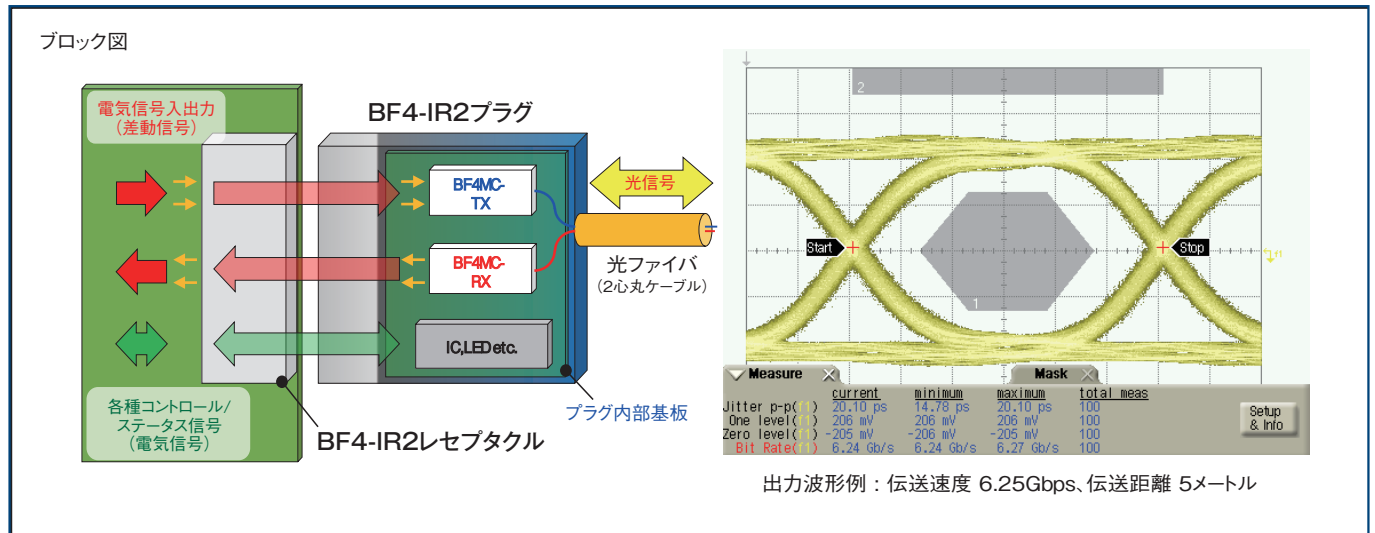 ブロック図
電気信号入出力
(差動信号)
BF4-IR2プラグ
BF4MC-
TX
光信号
BF4MC-
RX
光ファイバ
(2心丸ケーブル)
IC,LED etc.
各種コントロール/
ステータス信号
(電気信号)
BF4-IR2レセプタクル
プラグ内部基板
2
Start
Stop
1
f1
Measure
Mask
current minimum maximum total meas
Jitter p-p(f1) 20.10 ps 14.78 ps 20.10 ps 100
One level(f1) 206 mV 206 mV 206 mV 100
Zero level(f1) -205 mV -206 mV -205 mV 100
Bit Rate(f1) 6.24 Gb/s 6.24 Gb/s 6.27 Gb/s 100
Setup
& Info
出力波形例：伝送速度 6.25Gbps、伝送距離 5メートル